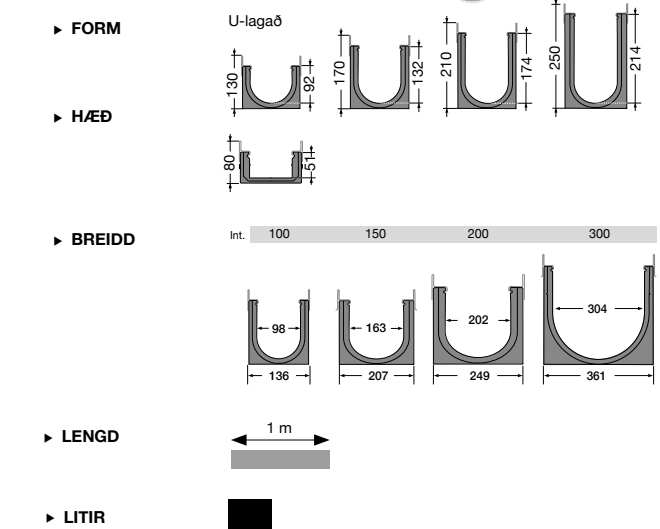 FORM
U-lagað
130
92
170
132
210
174
250
214
HÆÐ
80
51
BREIDD
Int. 100 150 200 300
98 163 202 304
136 207 249 361
LENGD
1 m
LITIR